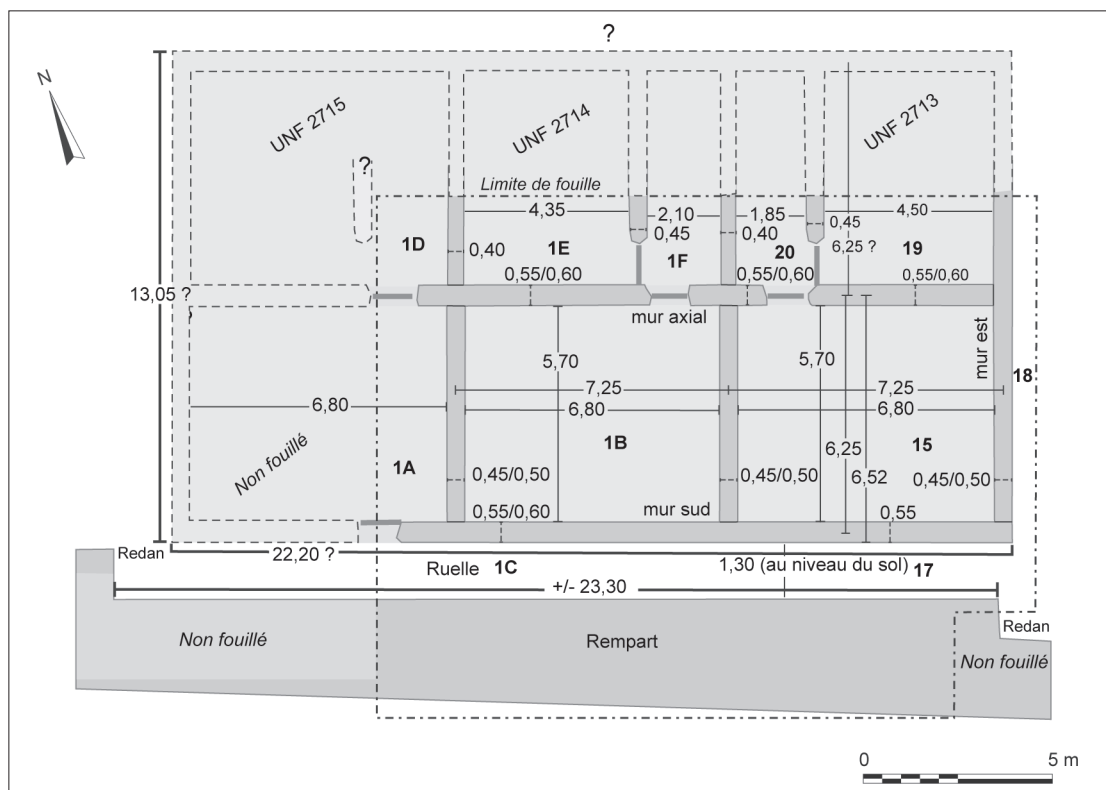 ?
N
UNF 2715
UNF 2714
UNF 2713
?
Limite de fouille
4,35
2,10
1,85
4,50
0,45
0,40
0,45
1D
0,40
1E
1F
20
6,25 ?
19
0,55/0,60
0,55/0,60
0,55/0,60
13,05 ?
mur axial
mur est
5,70
5,70
18
7,25
7,25
6,80
6,80
6,80
Non fouillé
1A
1B
6,25
15
6,52
0,45/0,50
0,45/0,50
0,45/0,50
0,55/0,60
mur sud
0,55
Redan
22,20 ?
Ruelle 1C
1,30 (au niveau du sol) 17
+/- 23,30
Redan
Non fouillé
Rempart
Non fouillé
0
5 m